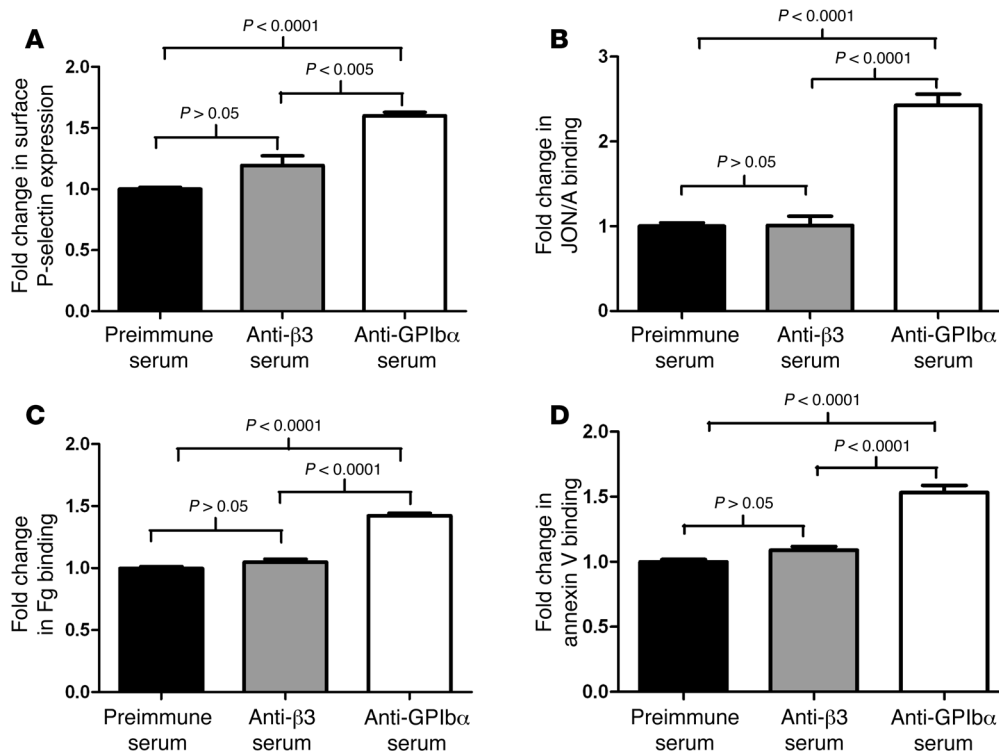 A
P < 0.0001
P < 0.005
P > 0.05
Fold change in surface
P-selectin expression
2.0
1.5
1.0
0.5
0.0
Preimmune
serum
Anti-β3
serum
Anti-GPIbα
serum
B
P < 0.0001
P < 0.0001
P > 0.05
Fold change in
JON/A binding
3
2
1
0
Preimmune
serum
Anti-β3
serum
Anti-GPIbα
serum
C
P < 0.0001
P < 0.0001
P > 0.05
Fold change
in Fg binding
2.0
1.5
1.0
0.5
0.0
Preimmune
serum
Anti-β3
serum
Anti-GPIbα
serum
D
P < 0.0001
P < 0.0001
P > 0.05
Fold change in
annexin V binding
2.0
1.5
1.0
0.5
0.0
Preimmune
serum
Anti-β3
serum
Anti-GPIbα
serum